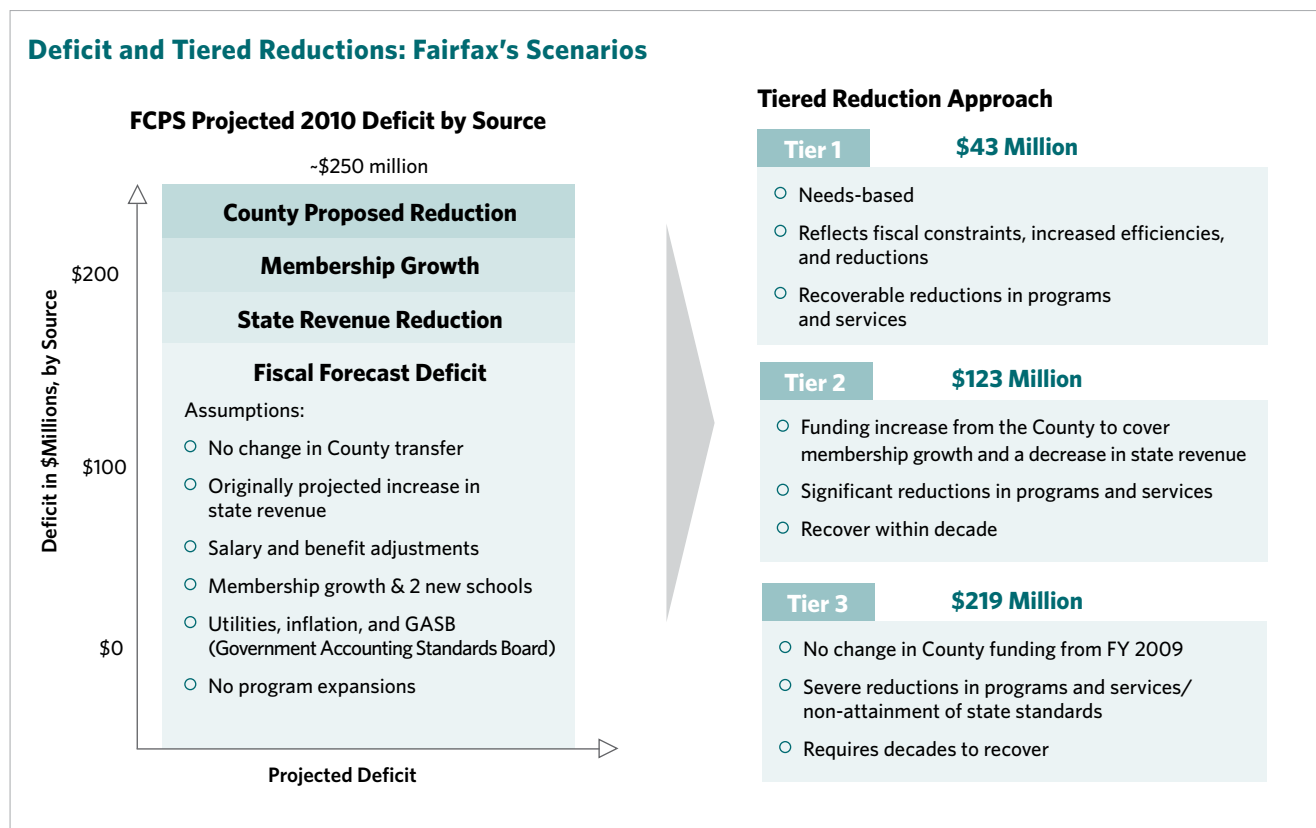 Deficit and Tiered Reductions: Fairfax's Scenarios
FCPS Projected 2010 Deficit by Source
~$250 million
County Proposed Reduction
Membership Growth
State Revenue Reduction
Fiscal Forecast Deficit
Assumptions:
No change in County transfer
Originally projected increase in
state revenue
Salary and benefit adjustments
Membership growth & 2 new schools
Utilities, inflation, and GASB
(Government Accounting Standards Board)
No program expansions
Deficit in $Millions, by Source
$200
$100
$0
Projected Deficit
Tiered Reduction Approach
Tier 1
$43 Million
Needs-based
Reflects fiscal constraints, increased efficiencies,
and reductions
Recoverable reductions in programs
and services
Tier 2
$123 Million
Funding increase from the County to cover
membership growth and a decrease in state revenue
Significant reductions in programs and services
Recover within decade
Tier 3
$219 Million
No change in County funding from FY 2009
Severe reductions in programs and services/
non-attainment of state standards
Requires decades to recover